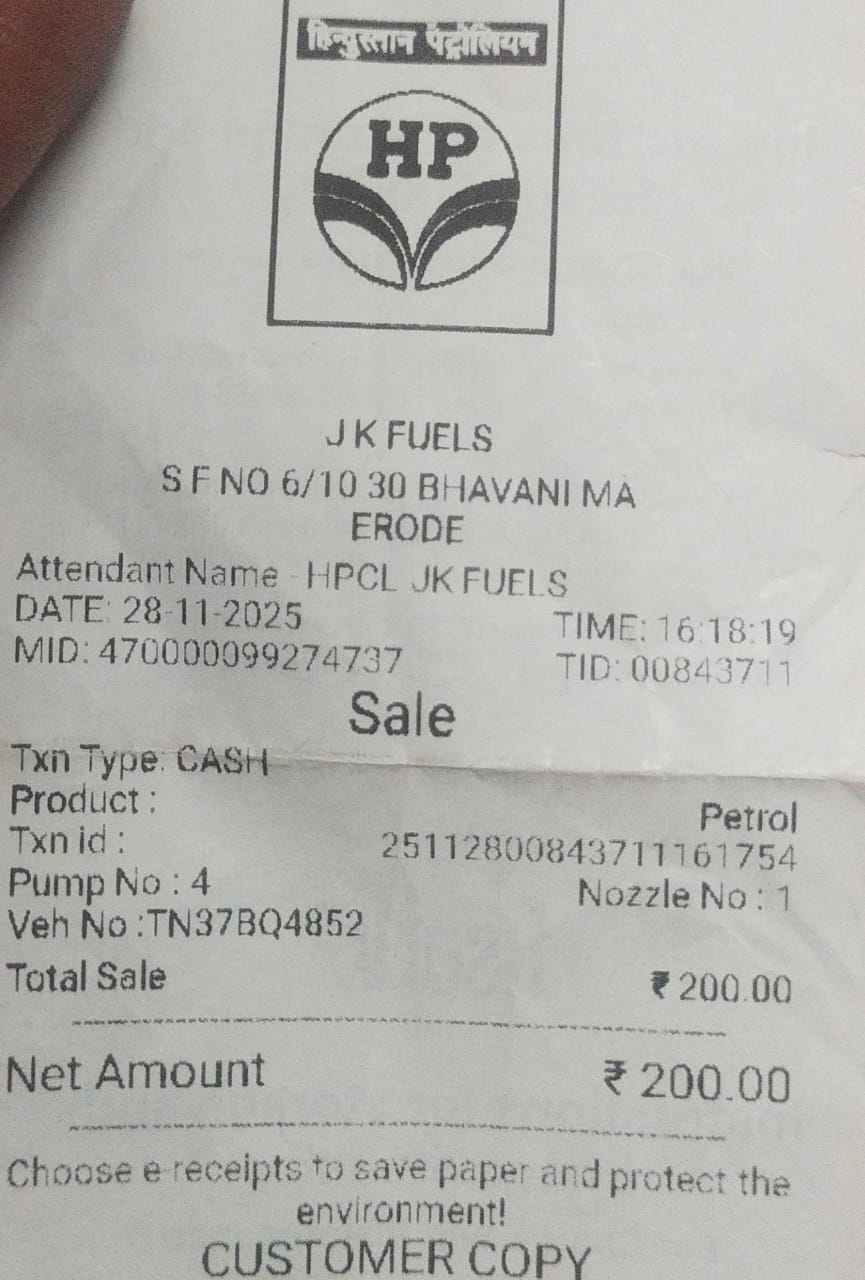 हिन्दुस्तान पेट्रोलियम
HP
J K FUELS
S F NO 6/10 30 BHAVANI MA
ERODE
Attendant Name - HPCL JK FUELS
DATE: 28-11-2025 TIME: 16:18:19
MID: 470000099274737 TID: 00843711
Sale
Txn Type: CASH
Product : Petrol
Txn id : 25112800843711161754
Pump No : 4 Nozzle No : 1
Veh No :TN37BQ4852
Total Sale ₹ 200.00
Net Amount ₹ 200.00
Choose e-receipts to save paper and protect the
environment!
CUSTOMER COPY